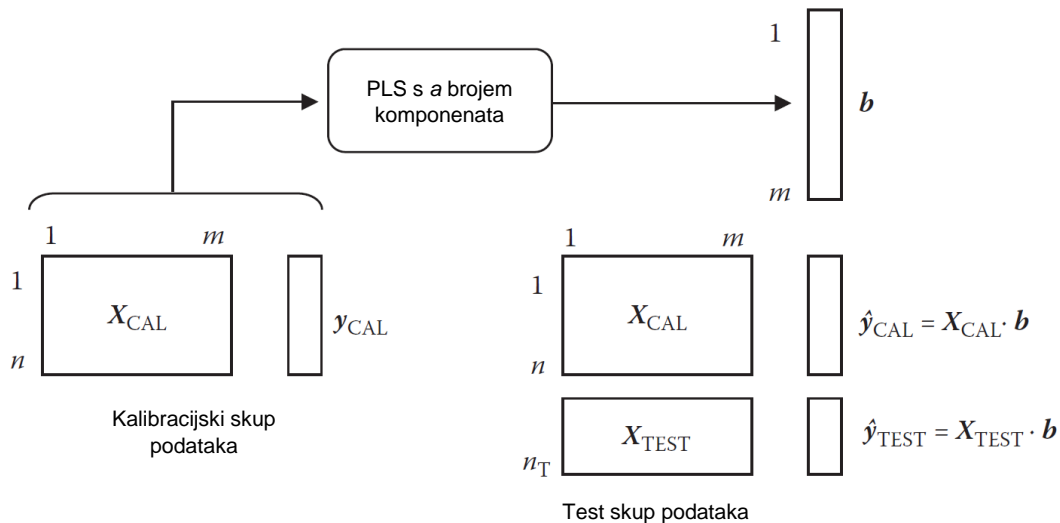 PLS s a brojem
komponenata
1
b
m
1 m
1
X_CAL
y_CAL
n
Kalibracijski skup
podataka
1 m
1
X_CAL
n
ŷ_CAL = X_CAL · b
X_TEST
n_T
ŷ_TEST = X_TEST · b
Test skup podataka